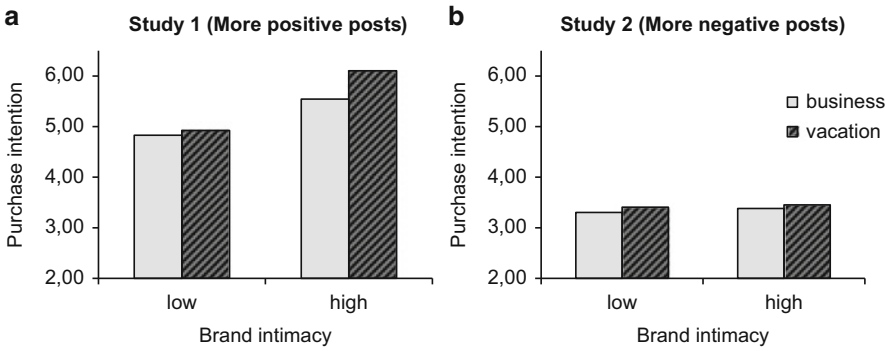 a
Study 1 (More positive posts)
Purchase intention
6,00
5,00
4,00
3,00
2,00
low
high
Brand intimacy
b
Study 2 (More negative posts)
Purchase intention
6,00
5,00
4,00
3,00
2,00
business
vacation
low
high
Brand intimacy